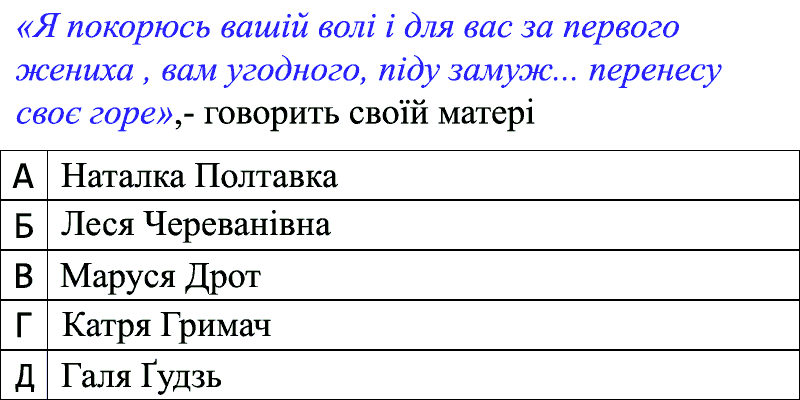 «Я покорюсь вашій волі і для вас за первого
жениха , вам угодного, піду замуж... перенесу
своє горе»,- говорить своїй матері
А Наталка Полтавка
Б Леся Череванівна
В Маруся Дрот
Г Катря Гримач
Д Галя Ґудзь